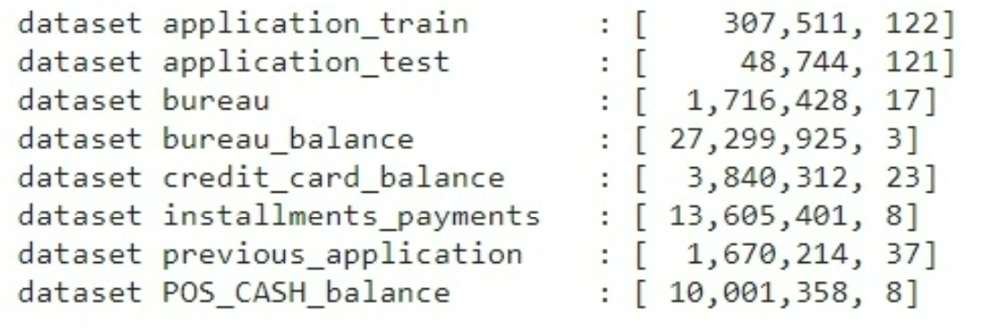 dataset application_train       : [    307,511, 122]
dataset application_test        : [     48,744, 121]
dataset bureau                  : [  1,716,428, 17]
dataset bureau_balance          : [ 27,299,925, 3]
dataset credit_card_balance     : [  3,840,312, 23]
dataset installments_payments   : [ 13,605,401, 8]
dataset previous_application    : [  1,670,214, 37]
dataset POS_CASH_balance        : [ 10,001,358, 8]